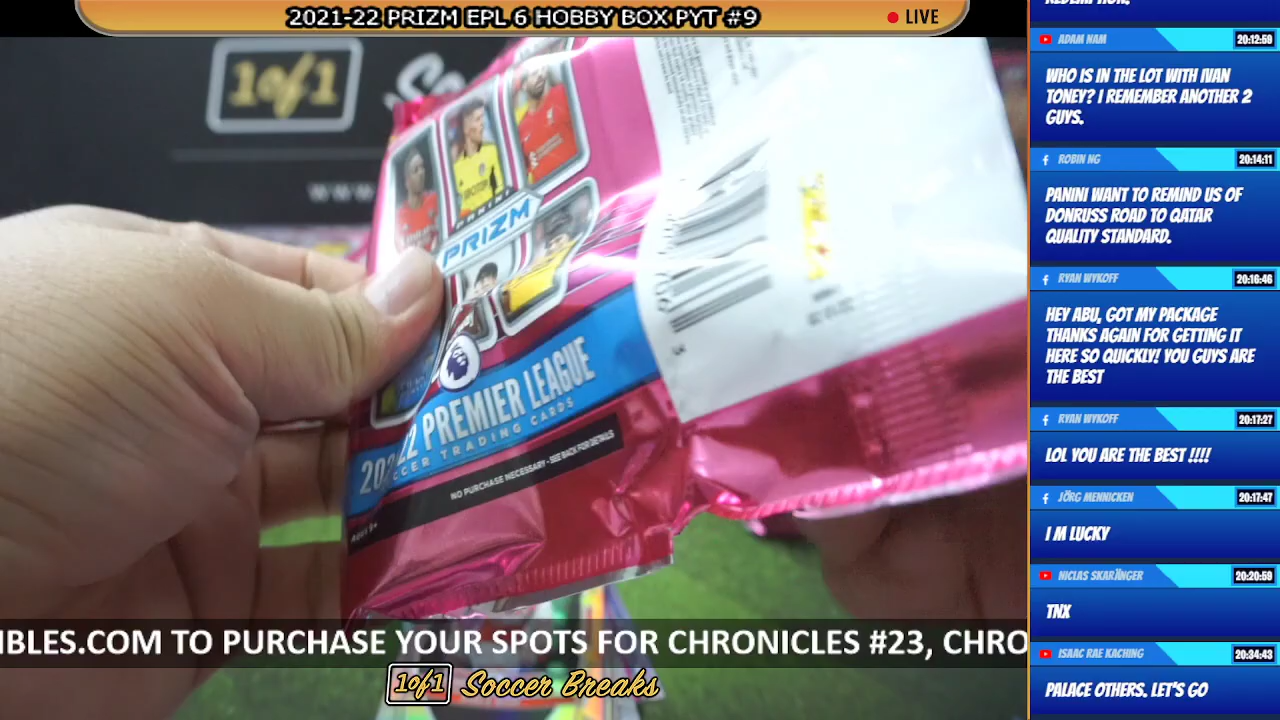 2021-22 PRIZM EPL 6 HOBBY BOX PYT #9
LIVE
1of1
So
WWW
PANINI
PRIZM
PREMIER LEAGUE
SOCCER TRADING CARDS
NO PURCHASE NECESSARY - SEE BACK FOR DETAILS
IBLES.COM TO PURCHASE YOUR SPOTS FOR CHRONICLES #23, CHRO
1of1 Soccer Breaks
REDEMPTION.
ADAM NAM 20:12:59
WHO IS IN THE LOT WITH IVAN
TONEY? I REMEMBER ANOTHER 2
GUYS.
ROBIN NG 20:14:11
PANINI WANT TO REMIND US OF
DONRUSS ROAD TO QATAR
QUALITY STANDARD.
RYAN WYKOFF 20:16:46
HEY ABU, GOT MY PACKAGE
THANKS AGAIN FOR GETTING IT
HERE SO QUICKLY! YOU GUYS ARE
THE BEST
RYAN WYKOFF 20:17:27
LOL YOU ARE THE BEST !!!!
JÖRG MENNICKEN 20:17:47
I M LUCKY
NICLAS SKARÄNGER 20:20:59
TNX
ISAAC RAE KACHING 20:34:43
PALACE OTHERS. LET'S GO